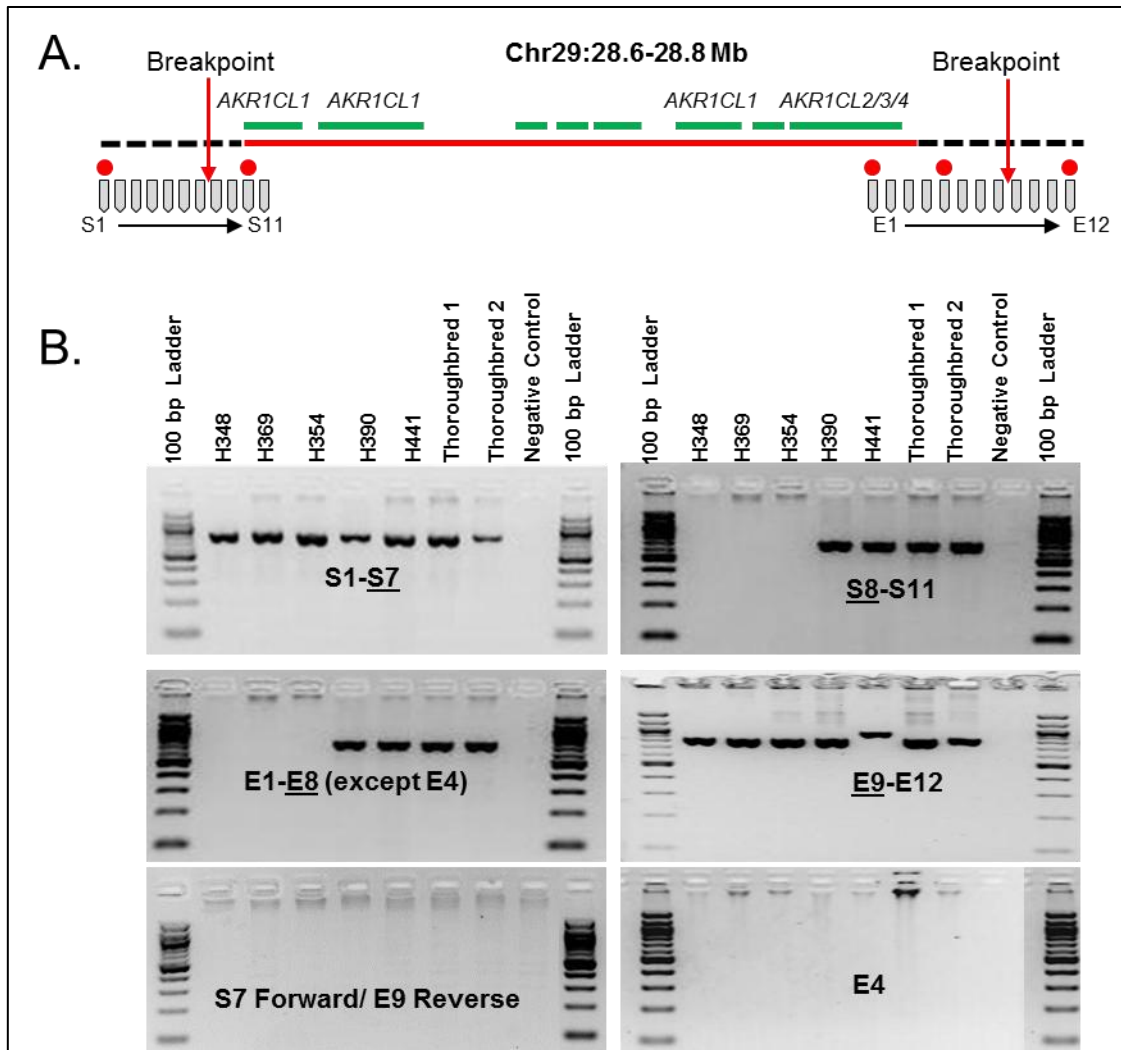 A.
Chr29:28.6-28.8 Mb
Breakpoint
Breakpoint
AKR1CL1 AKR1CL1 AKR1CL1 AKR1CL2/3/4
S1 S11 E1 E12
B.
100 bp Ladder
H348
H369
H354
H390
H441
Thoroughbred 1
Thoroughbred 2
Negative Control
100 bp Ladder
100 bp Ladder
H348
H369
H354
H390
H441
Thoroughbred 1
Thoroughbred 2
Negative Control
100 bp Ladder
S1-S7
S8-S11
E1-E8 (except E4)
E9-E12
S7 Forward/ E9 Reverse
E4